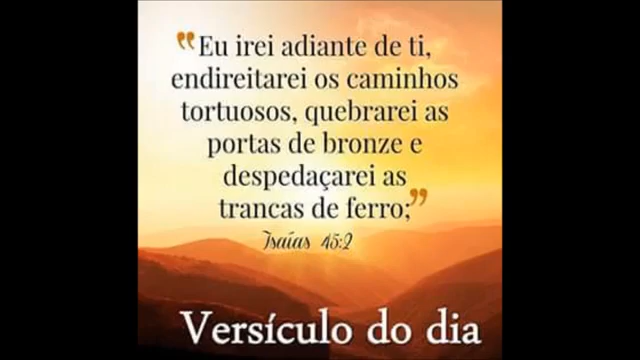 “Eu irei adiante de ti,
endireitarei os caminhos
tortuosos, quebrarei as
portas de bronze e
despedaçarei as
trancas de ferro;”
Isaías 45:2
Versículo do dia